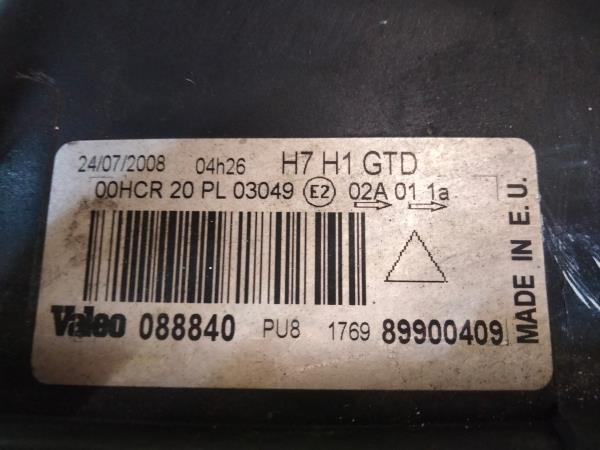 24/07/2008 04h26 H7 H1 GTD
00HCR 20 PL 03049 E2 02A 01 1a
Valeo 088840 PU8 1769 89900409
MADE IN E.U.